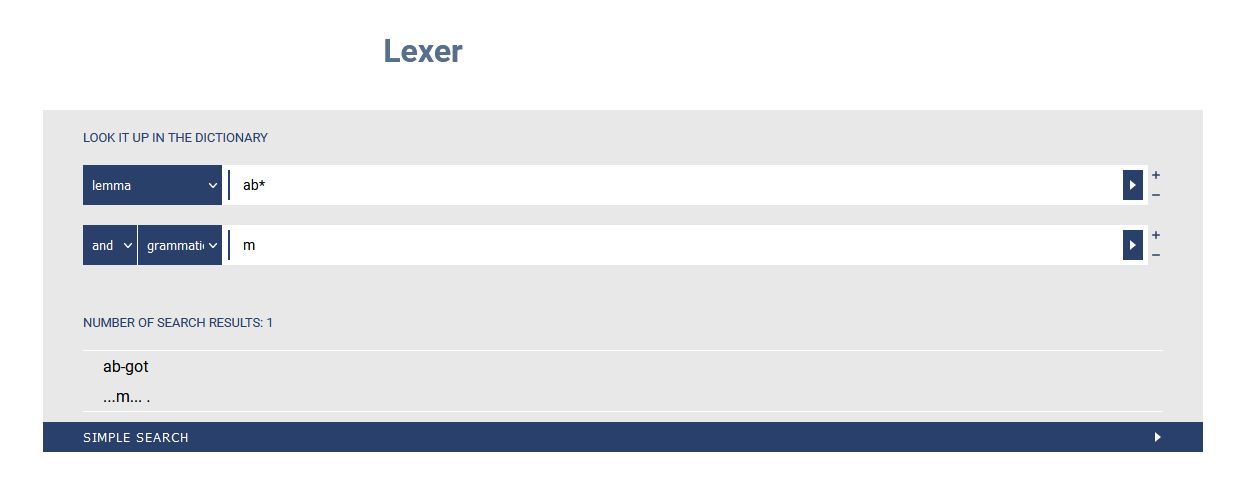 Lexer
LOOK IT UP IN THE DICTIONARY
lemma ab* + −
and grammati m + −
NUMBER OF SEARCH RESULTS: 1
ab-got
...m... .
SIMPLE SEARCH